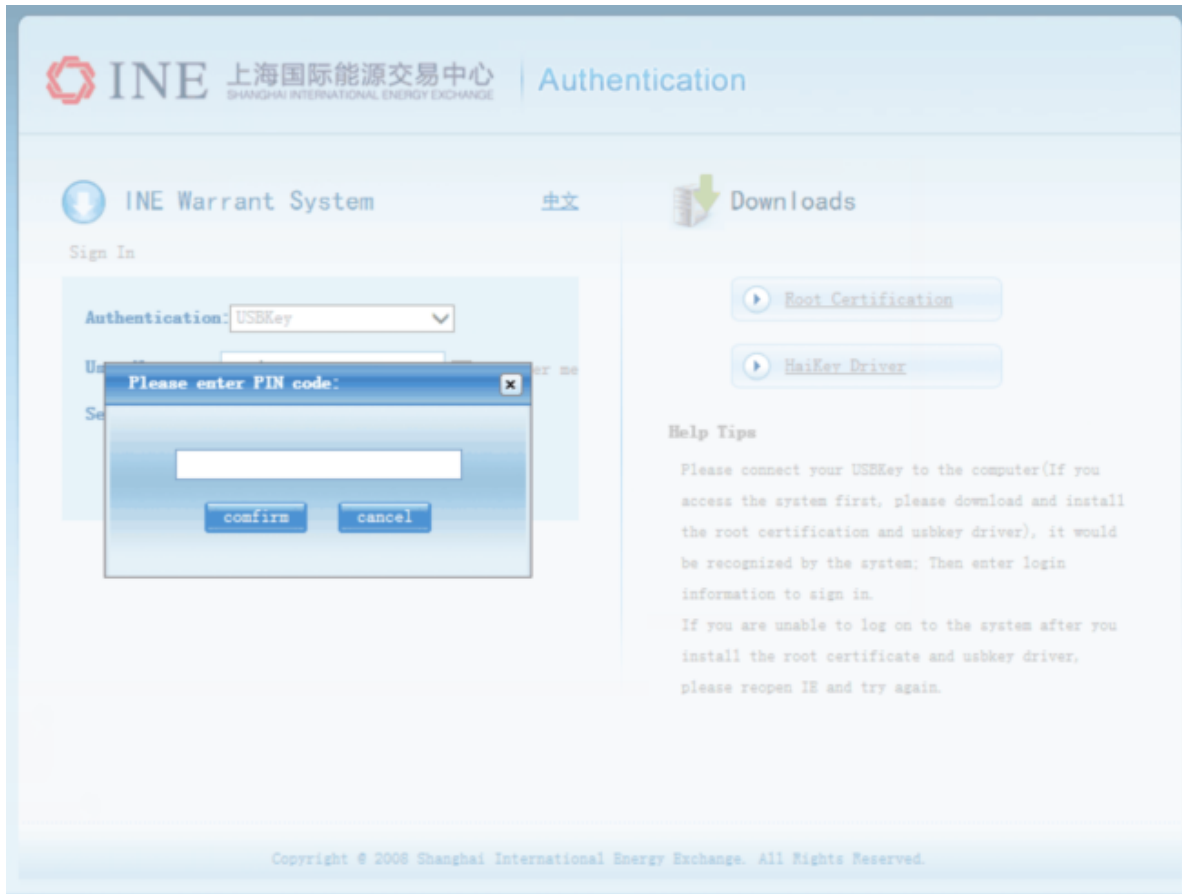 INE 上海国际能源交易中心
SHANGHAI INTERNATIONAL ENERGY EXCHANGE
Authentication
INE Warrant System
中文
Sign In
Authentication: USBKey
er me
Se
Please enter PIN code:
confirm
cancel
Downloads
Root Certification
HaiKey Driver
Help Tips
Please connect your USBKey to the computer(If you
access the system first, please download and install
the root certification and usbkey driver), it would
be recognized by the system; Then enter login
information to sign in.
If you are unable to log on to the system after you
install the root certificate and usbkey driver,
please reopen IE and try again.
Copyright @ 2008 Shanghai International Energy Exchange. All Rights Reserved.